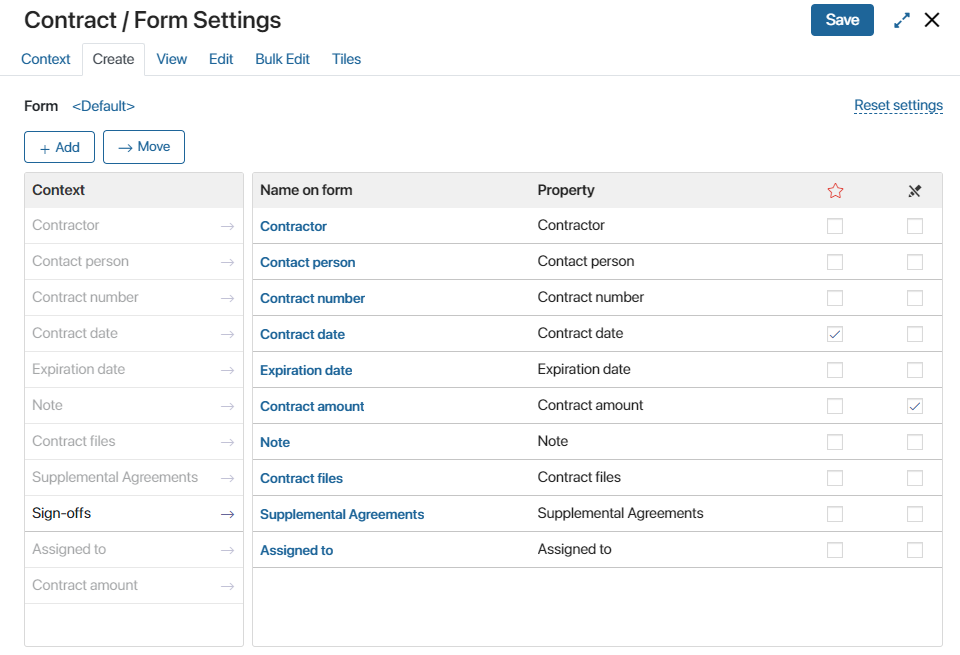 Contract / Form Settings
Save
Context Create View Edit Bulk Edit Tiles
Form <Default> Reset settings
+ Add → Move
Context
Contractor →
Contact person →
Contract number →
Contract date →
Expiration date →
Note →
Contract files →
Supplemental Agreements →
Sign-offs →
Assigned to →
Contract amount →
Name on form Property
Contractor Contractor
Contact person Contact person
Contract number Contract number
Contract date Contract date
Expiration date Expiration date
Contract amount Contract amount
Note Note
Contract files Contract files
Supplemental Agreements Supplemental Agreements
Assigned to Assigned to